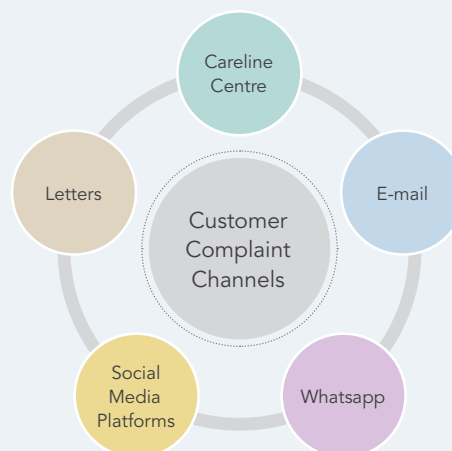 Careline
Centre
Letters
E-mail
Customer
Complaint
Channels
Social
Media
Platforms
Whatsapp